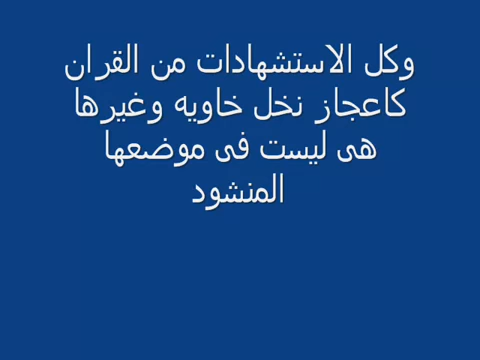 وكل الاستشهادات من القران
كاعجاز نخل خاويه وغيرها
هى ليست فى موضعها
المنشود